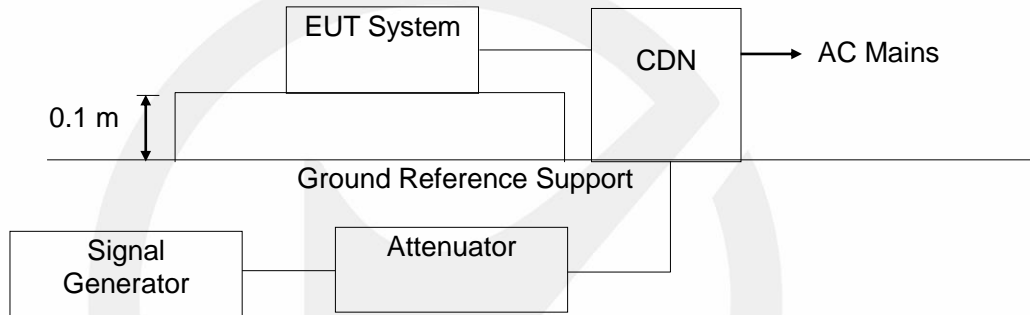 EUT System
CDN
AC Mains
0.1 m
Ground Reference Support
Signal
Generator
Attenuator